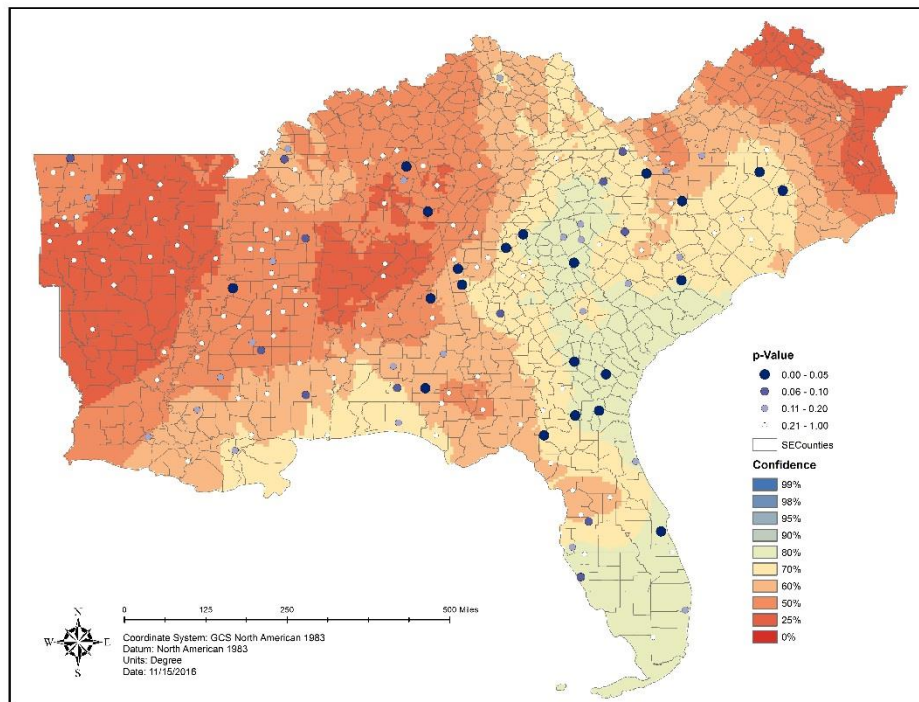 p-Value
0.00 - 0.05
0.06 - 0.10
0.11 - 0.20
0.21 - 1.00
SECounties
Confidence
99%
98%
95%
90%
80%
70%
60%
50%
25%
0%
0 125 250 500 Miles
N
W E
S
Coordinate System: GCS North American 1983
Datum: North American 1983
Units: Degree
Date: 11/15/2016